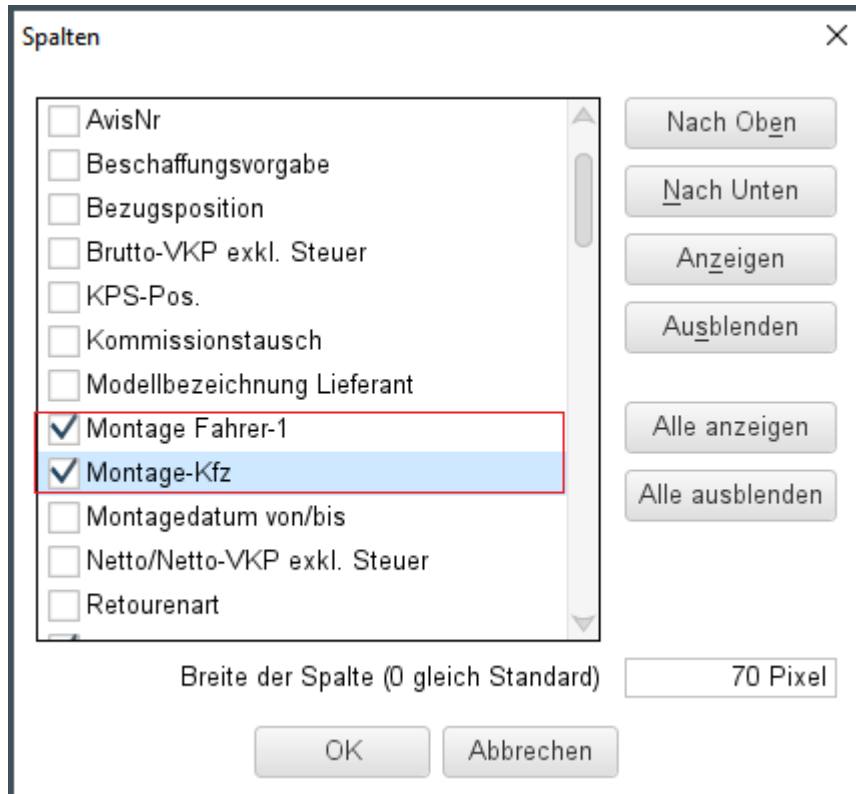 Spalten
AvisNr
Beschaffungsvorgabe
Bezugsposition
Brutto-VKP exkl. Steuer
KPS-Pos.
Kommissionstausch
Modellbezeichnung Lieferant
Montage Fahrer-1
Montage-Kfz
Montagedatum von/bis
Netto/Netto-VKP exkl. Steuer
Retourenart
Nach Oben
Nach Unten
Anzeigen
Ausblenden
Alle anzeigen
Alle ausblenden
Breite der Spalte (0 gleich Standard) 70 Pixel
OK Abbrechen